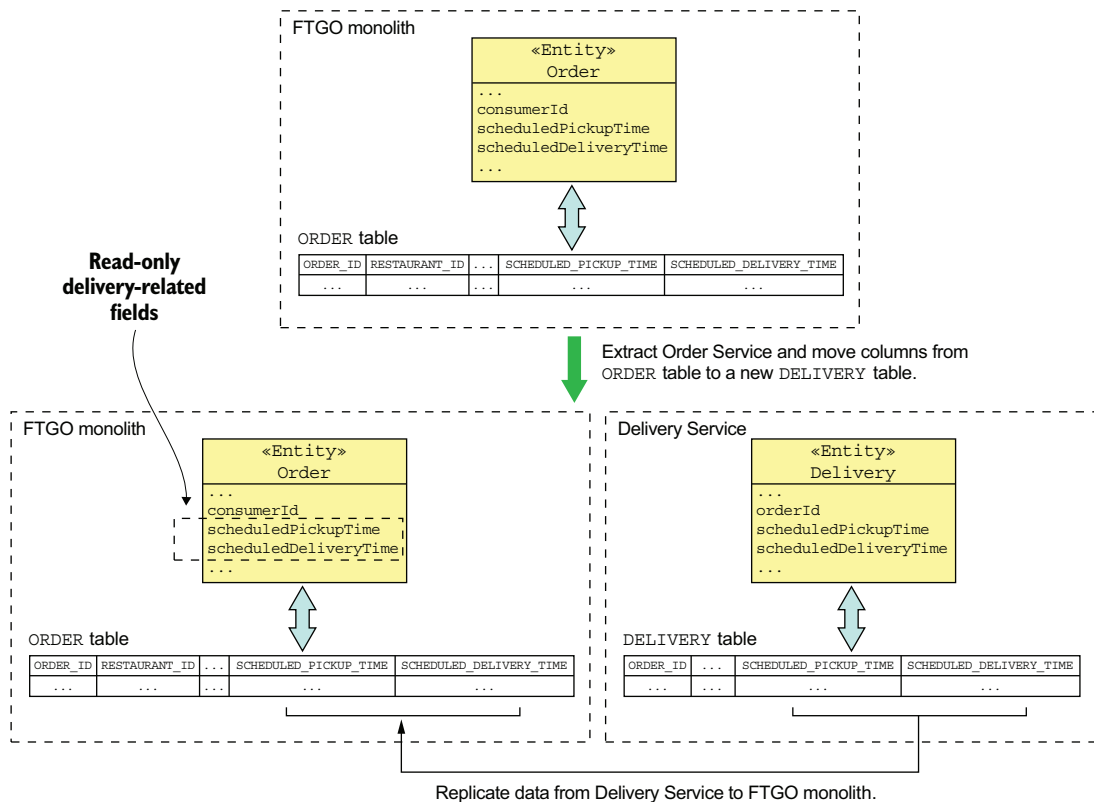 FTGO monolith
«Entity»
Order
...
consumerId
scheduledPickupTime
scheduledDeliveryTime
...
ORDER table
ORDER_ID RESTAURANT_ID ... SCHEDULED_PICKUP_TIME SCHEDULED_DELIVERY_TIME
... ... ... ... ...
Read-only
delivery-related
fields
Extract Order Service and move columns from
ORDER table to a new DELIVERY table.
FTGO monolith
«Entity»
Order
...
consumerId
scheduledPickupTime
scheduledDeliveryTime
...
ORDER table
ORDER_ID RESTAURANT_ID ... SCHEDULED_PICKUP_TIME SCHEDULED_DELIVERY_TIME
... ... ... ... ...
Delivery Service
«Entity»
Delivery
...
orderId
scheduledPickupTime
scheduledDeliveryTime
...
DELIVERY table
ORDER_ID ... SCHEDULED_PICKUP_TIME SCHEDULED_DELIVERY_TIME
... ... ... ...
Replicate data from Delivery Service to FTGO monolith.